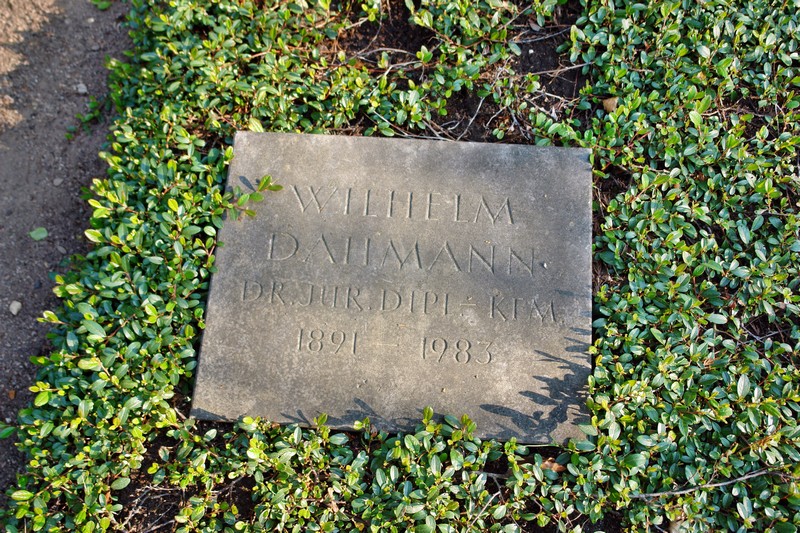 WILHELM
DAHMANN
DR. JUR. DIPL-KFM.
1891 – 1983